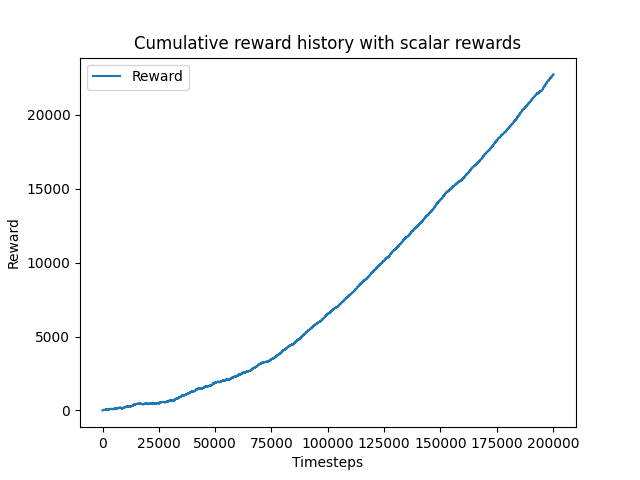 Cumulative reward history with scalar rewards
Reward
20000
15000
10000
5000
0
Reward
0 25000 50000 75000 100000 125000 150000 175000 200000
Timesteps